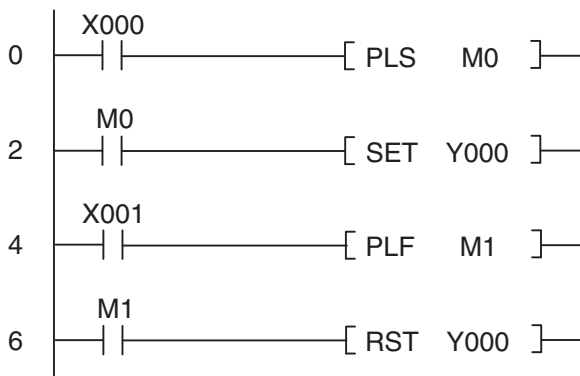 X000
0 PLS M0
M0
2 SET Y000
X001
4 PLF M1
M1
6 RST Y000